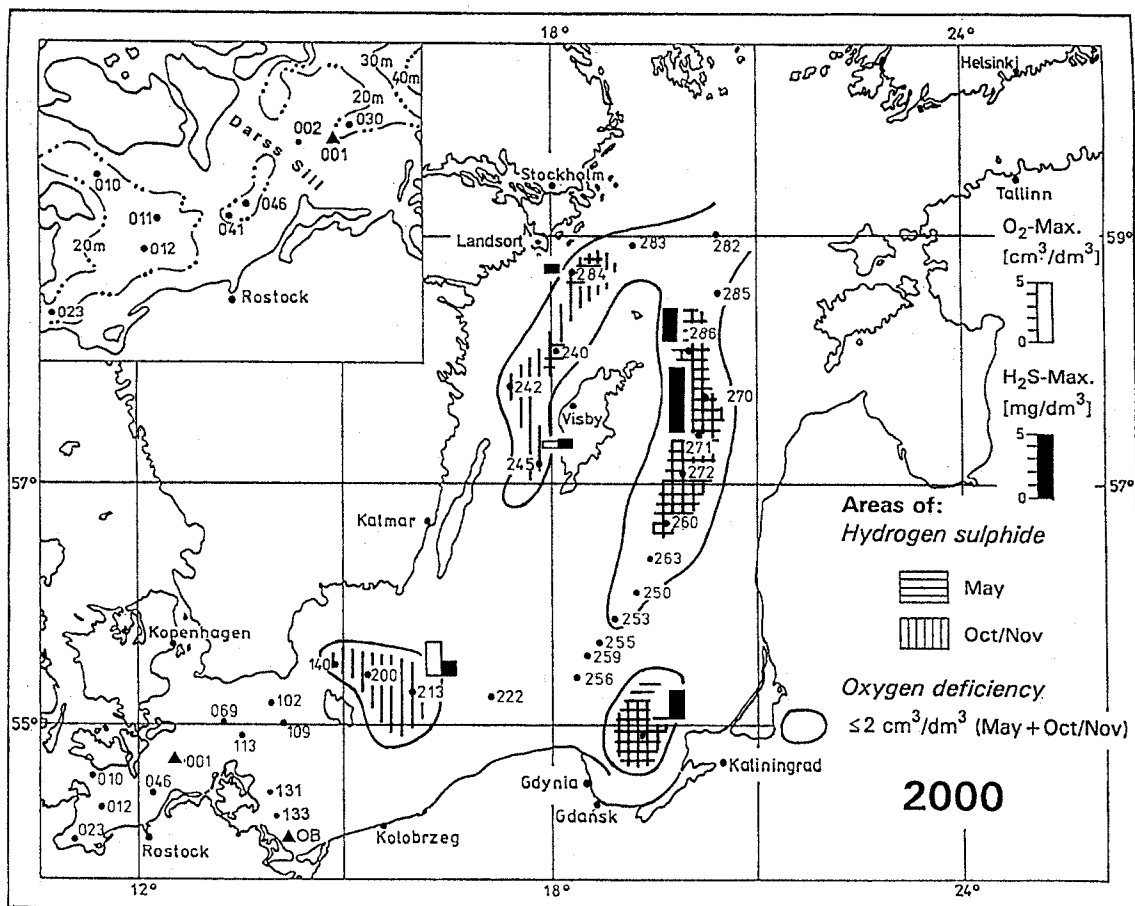 18°
24°
30m
40m
20m
002
030
001
Darss Sill
010
011
046
041
012
20m
Rostock
023
Helsinki
Stockholm
Tallinn
Landsort
283
282
59°
284
285
286
240
242
270
Visby
271
245
272
57°
57°
260
Kalmar
263
250
253
255
259
256
Kopenhagen
140
200
213
222
102
069
109
55°
113
001
010
046
131
012
133
023
OB
Rostock
Kolobrzeg
Gdynia
Gdańsk
Kaliningrad
12°
18°
24°
O₂-Max.
[cm³/dm³]
5
0
H₂S-Max.
[mg/dm³]
5
0
Areas of:
Hydrogen sulphide
May
Oct/Nov
Oxygen deficiency
≤2 cm³/dm³ (May+Oct/Nov)
2000